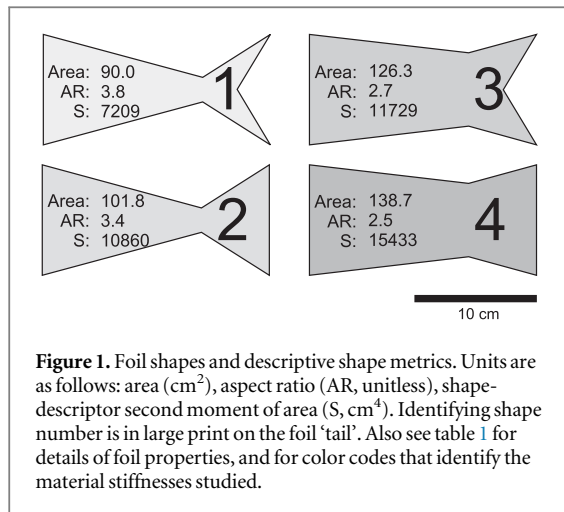 Area: 90.0
AR: 3.8
S: 7209
1
Area: 126.3
AR: 2.7
S: 11729
3
Area: 101.8
AR: 3.4
S: 10860
2
Area: 138.7
AR: 2.5
S: 15433
4
10 cm
Figure 1. Foil shapes and descriptive shape metrics. Units are
as follows: area (cm²), aspect ratio (AR, unitless), shape-
descriptor second moment of area (S, cm⁴). Identifying shape
number is in large print on the foil ‘tail’. Also see table 1 for
details of foil properties, and for color codes that identify the
material stiffnesses studied.